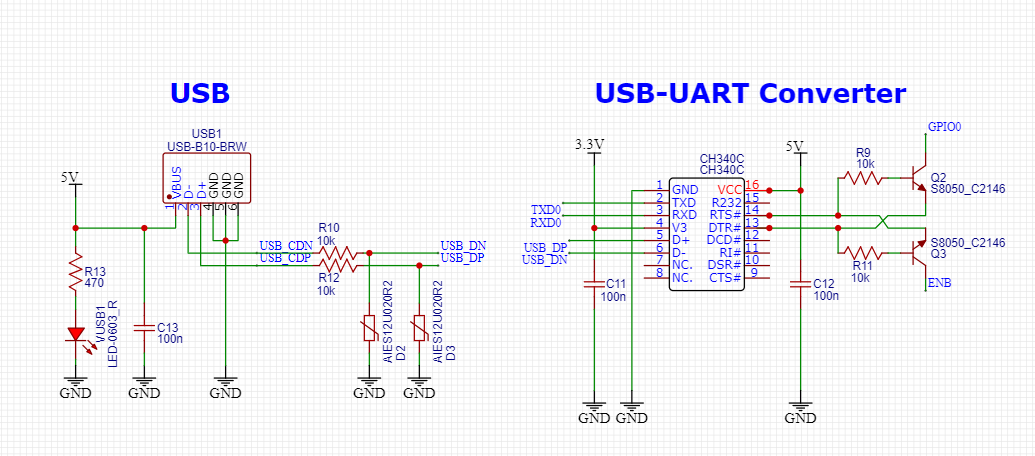 USB
USB-UART Converter
USB1
USB-B10-BRW
5V
VBUS
D-
D+
GND
GND
GND
1
2
3
4
5
6
USB_CDN
USB_CDP
R10
10k
R12
10k
USB_DN
USB_DP
R13
470
VUSB1
LED-0603_R
C13
100n
AIES12U020R2
D2
AIES12U020R2
D3
GND
GND
GND
GND
GND
3.3V
5V
CH340C
CH340C
1 GND
2 TXD
3 RXD
4 V3
5 D+
6 D-
7 NC.
8 NC.
VCC 16
R232 15
RTS# 14
DTR# 13
DCD# 12
RI# 11
DSR# 10
CTS# 9
TXD0
RXD0
USB_DP
USB_DN
C11
100n
C12
100n
R9
10k
R11
10k
GPIO0
Q2
S8050_C2146
S8050_C2146
Q3
ENB
GND
GND
GND